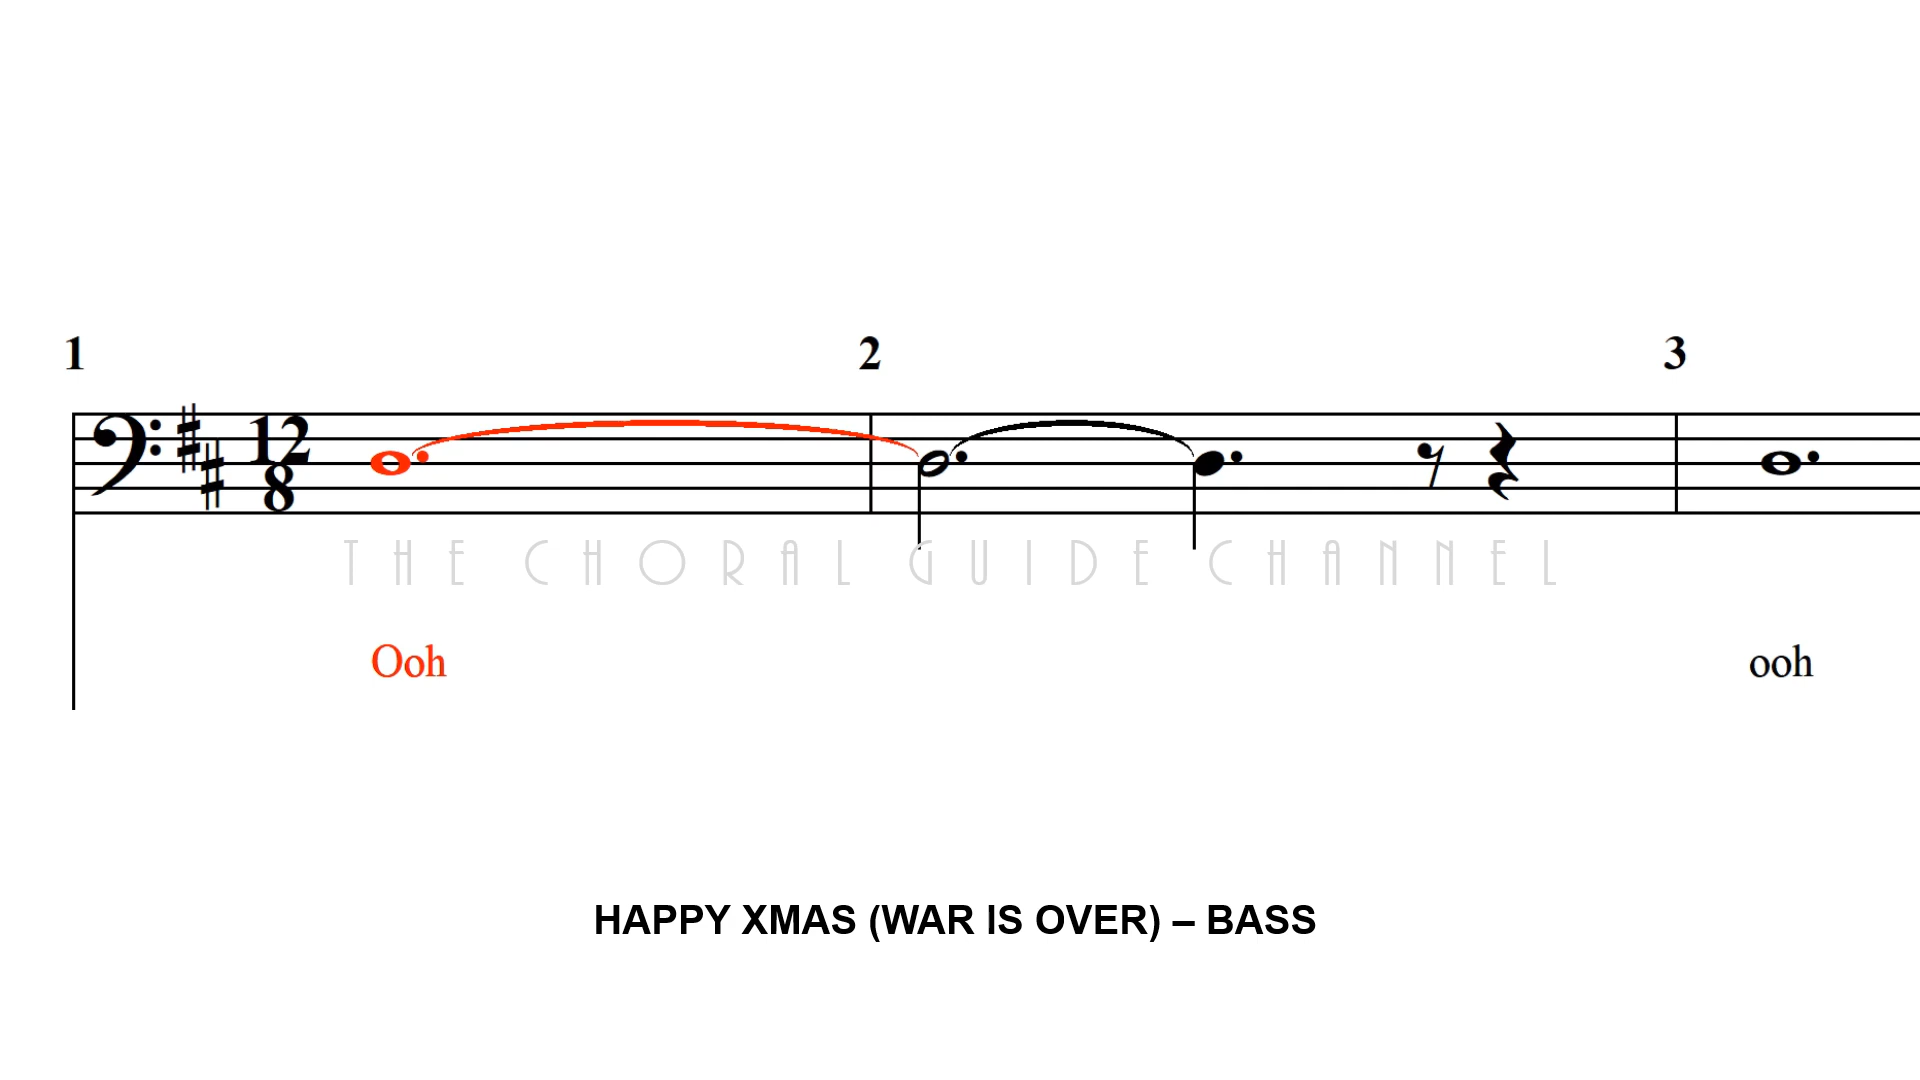 1 2 3
12
8
THE CHORAL GUIDE CHANNEL
Ooh ooh
HAPPY XMAS (WAR IS OVER) – BASS